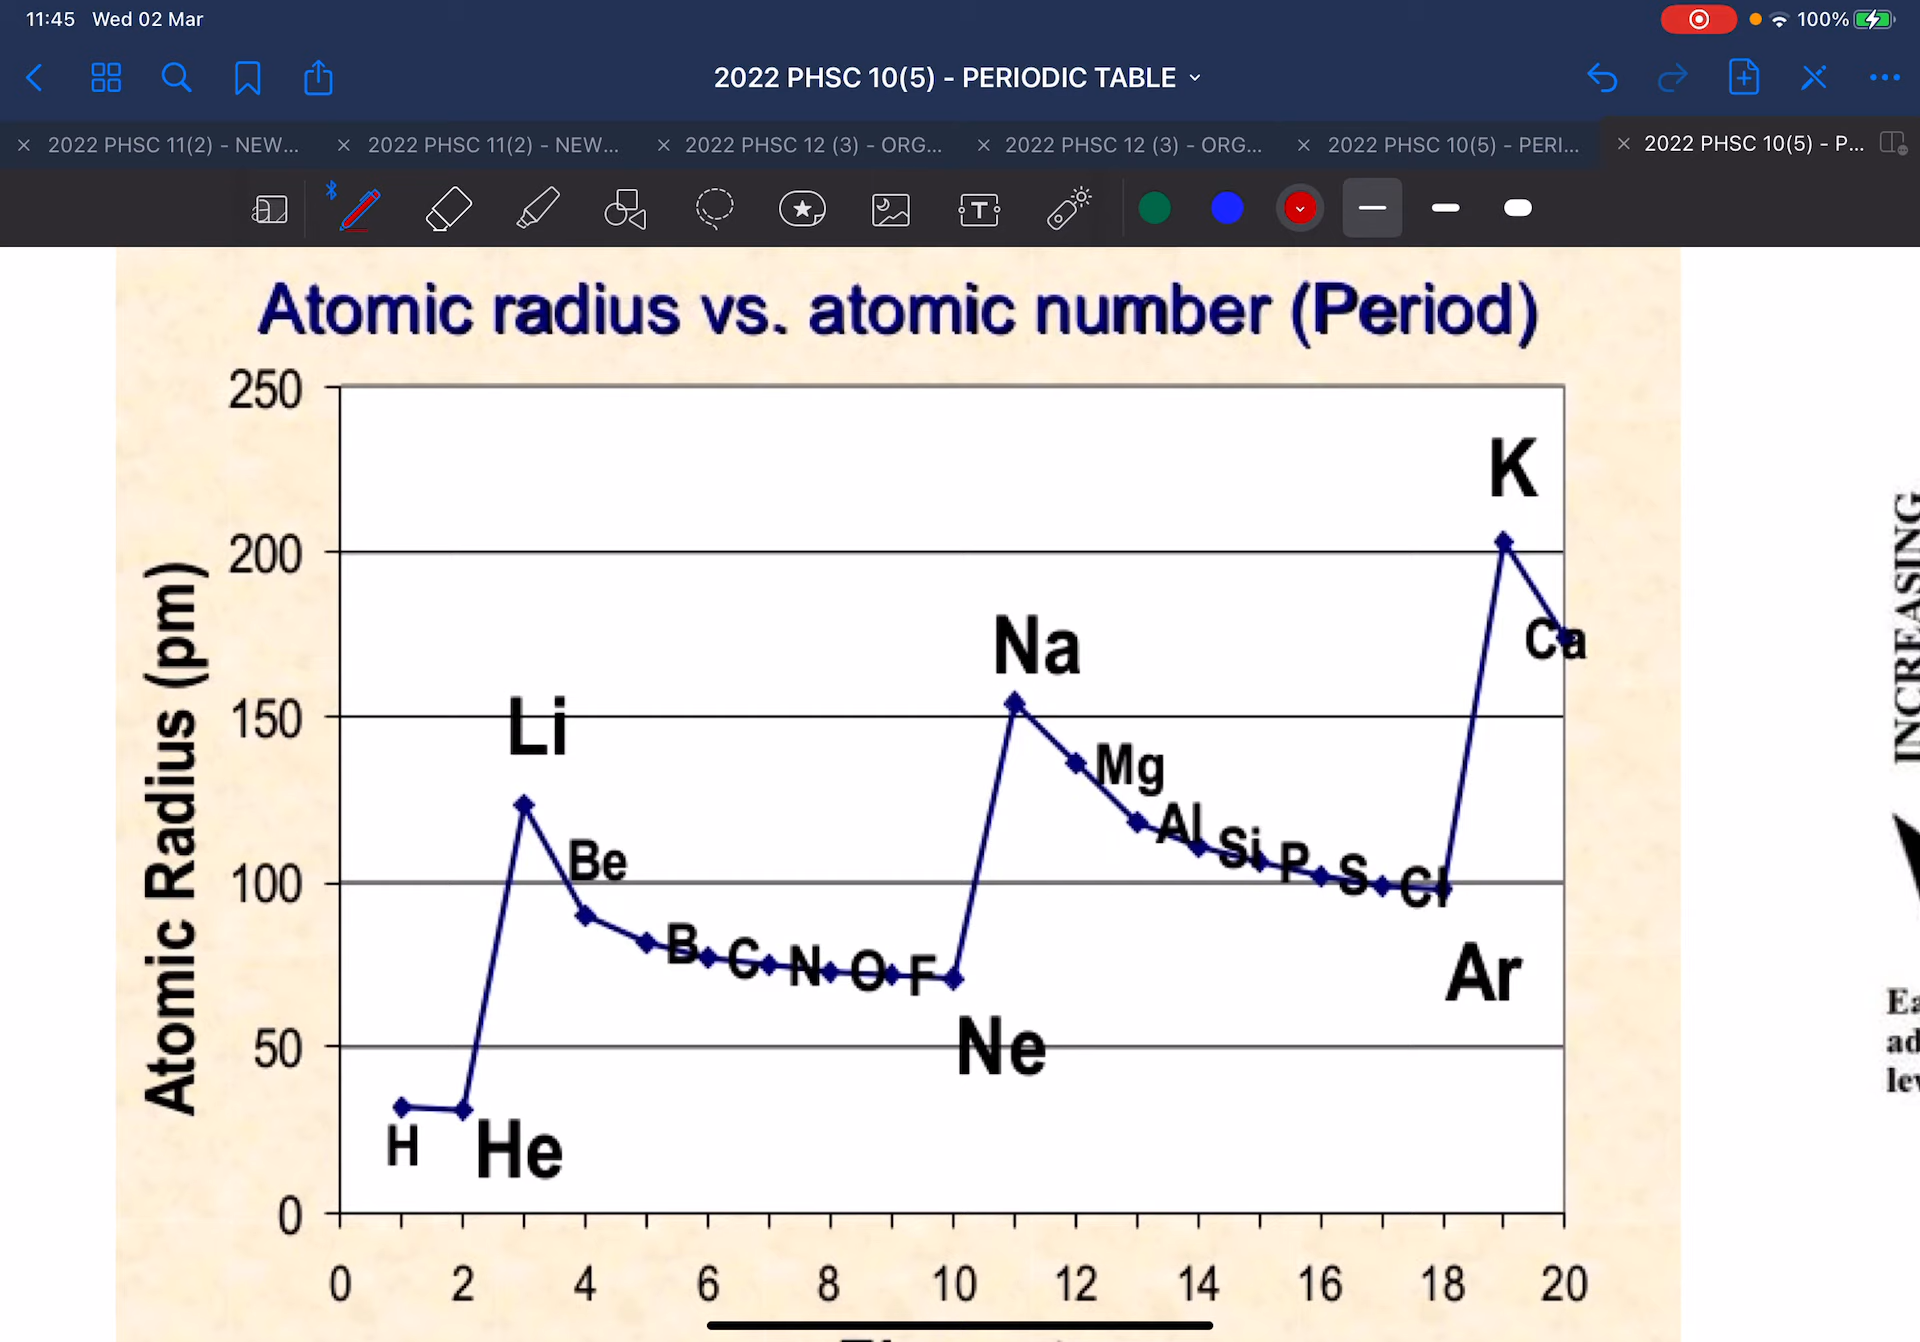 11:45 Wed 02 Mar
100%
2022 PHSC 10(5) - PERIODIC TABLE
2022 PHSC 11(2) - NEW... 2022 PHSC 11(2) - NEW... 2022 PHSC 12 (3) - ORG... 2022 PHSC 12 (3) - ORG... 2022 PHSC 10(5) - PERI... 2022 PHSC 10(5) - P...
T
Atomic radius vs. atomic number (Period)
Atomic Radius (pm)
250
200
150
100
50
0
K
Ca
Na
Li
Mg
Al
Si
P
S
Cl
Be
B
C
N
O
F
Ar
Ne
H
He
0 2 4 6 8 10 12 14 16 18 20
INCREASING